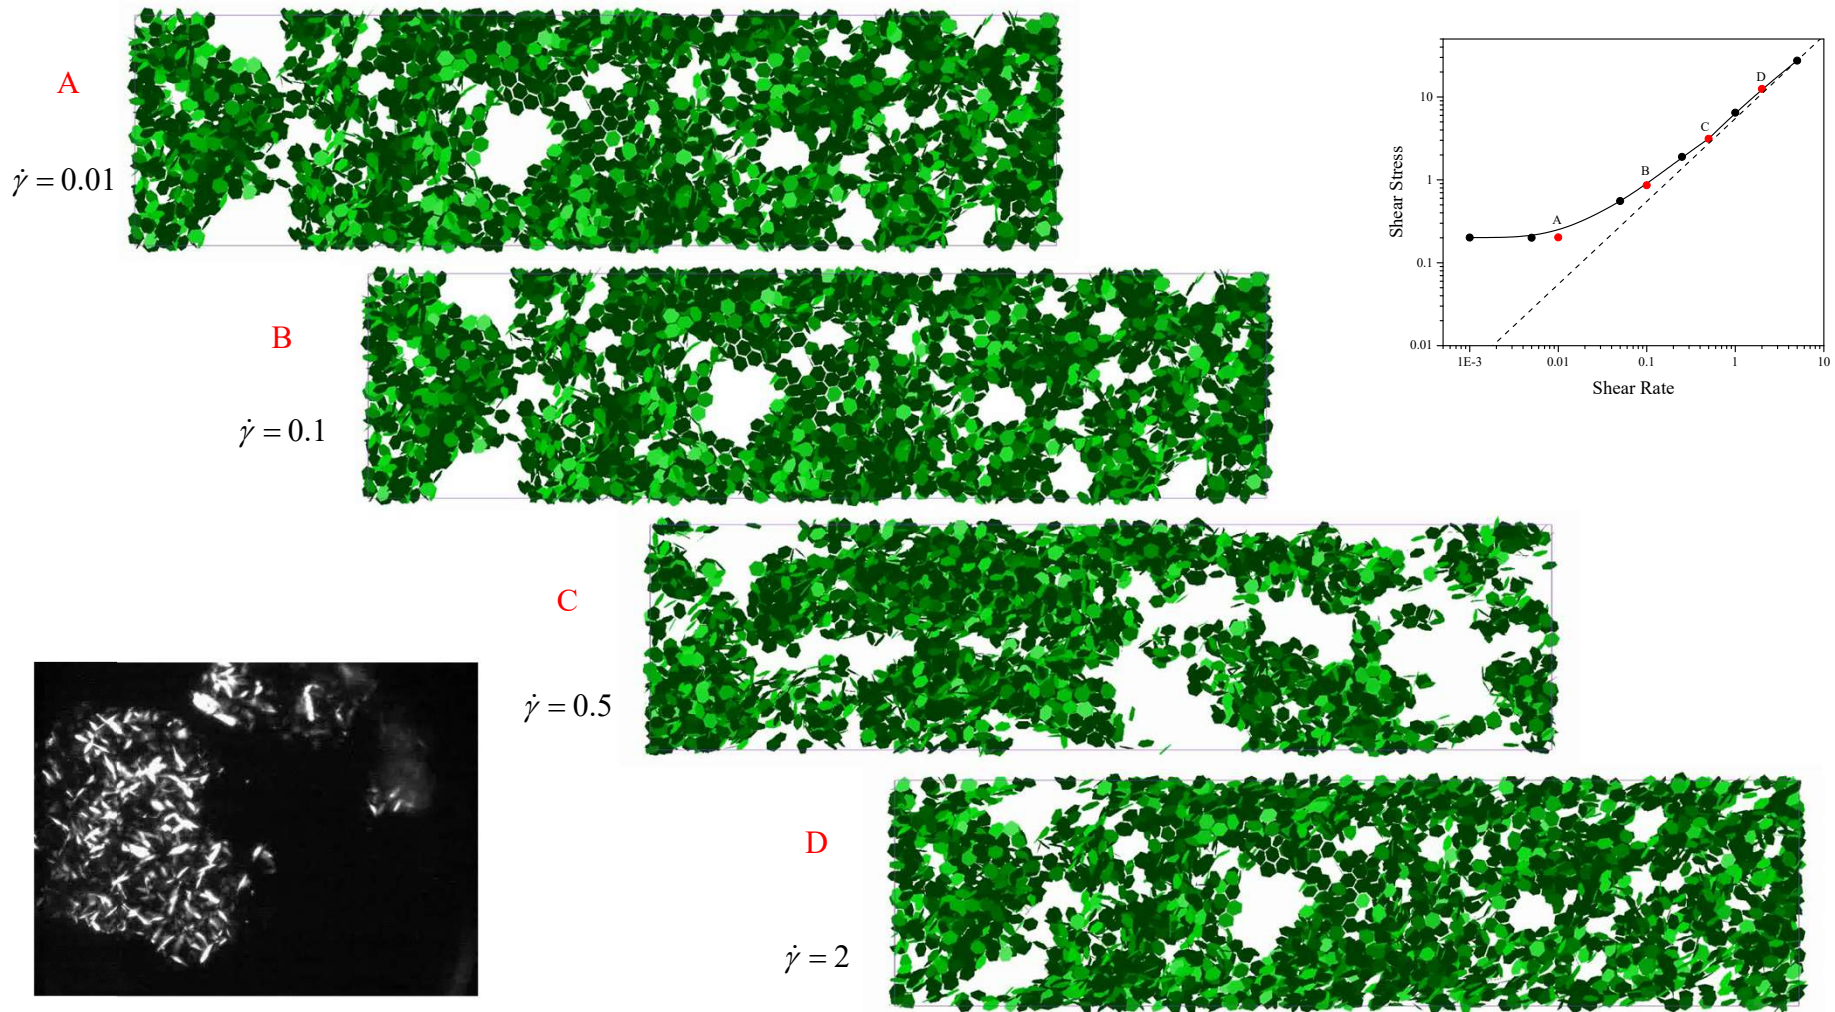 A
γ̇ = 0.01
B
γ̇ = 0.1
C
γ̇ = 0.5
D
γ̇ = 2
Shear Stress
10
1
0.1
0.01
A
B
C
D
1E-3 0.01 0.1 1 10
Shear Rate